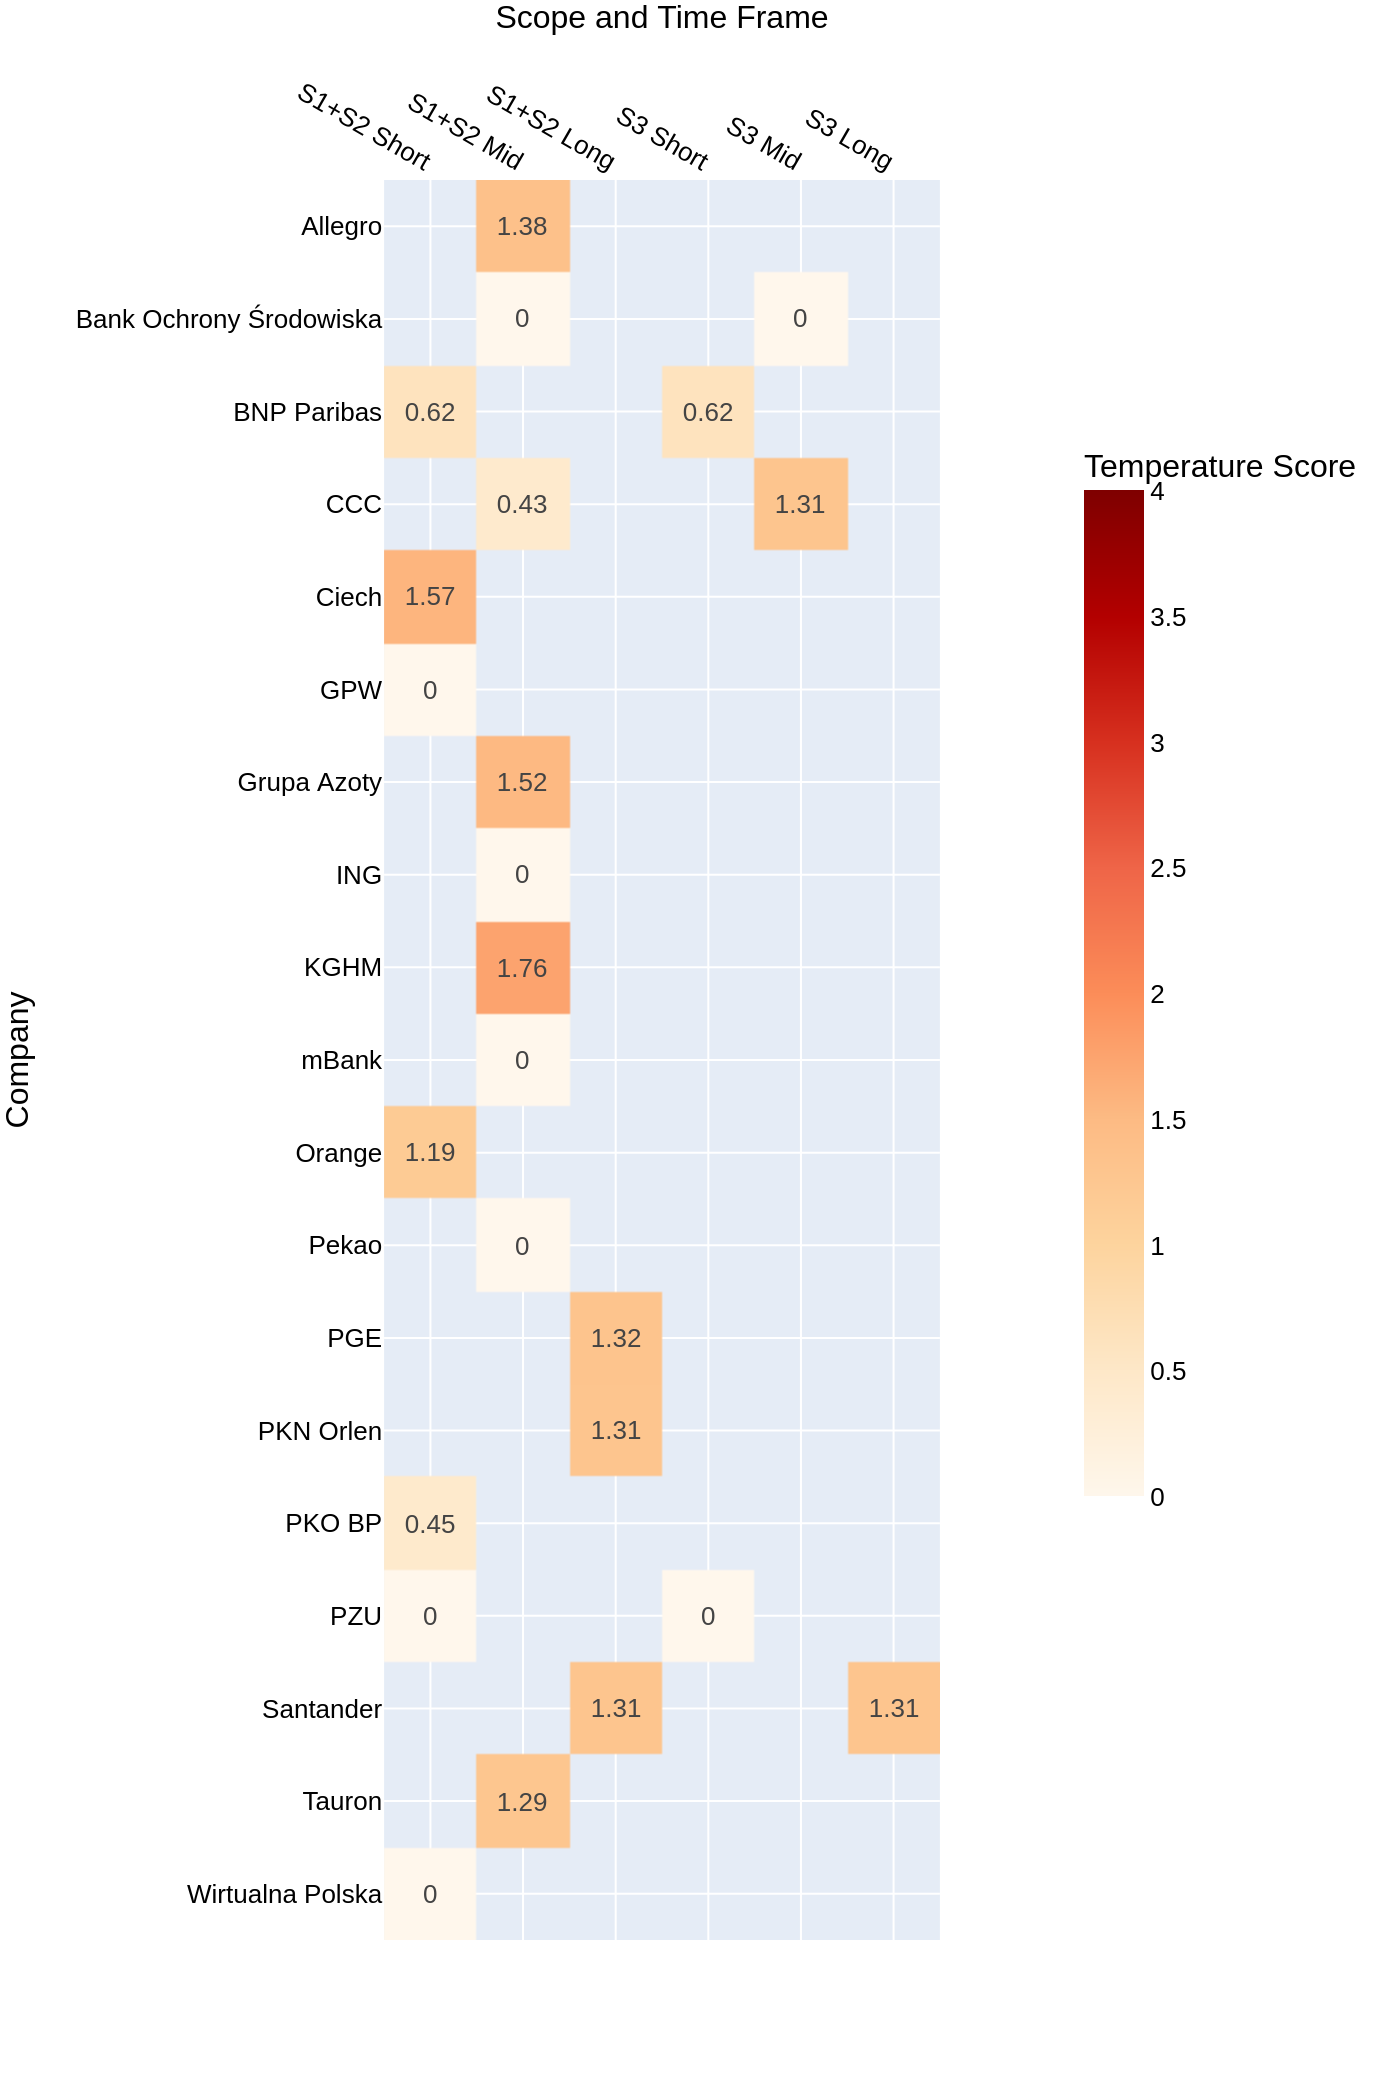 Scope and Time Frame
S1+S2 Short
S1+S2 Mid
S1+S2 Long
S3 Short
S3 Mid
S3 Long
Company
Allegro 1.38
Bank Ochrony Środowiska 0 0
BNP Paribas 0.62 0.62
CCC 0.43 1.31
Ciech 1.57
GPW 0
Grupa Azoty 1.52
ING 0
KGHM 1.76
mBank 0
Orange 1.19
Pekao 0
PGE 1.32
PKN Orlen 1.31
PKO BP 0.45
PZU 0 0
Santander 1.31 1.31
Tauron 1.29
Wirtualna Polska 0
Temperature Score
4
3.5
3
2.5
2
1.5
1
0.5
0